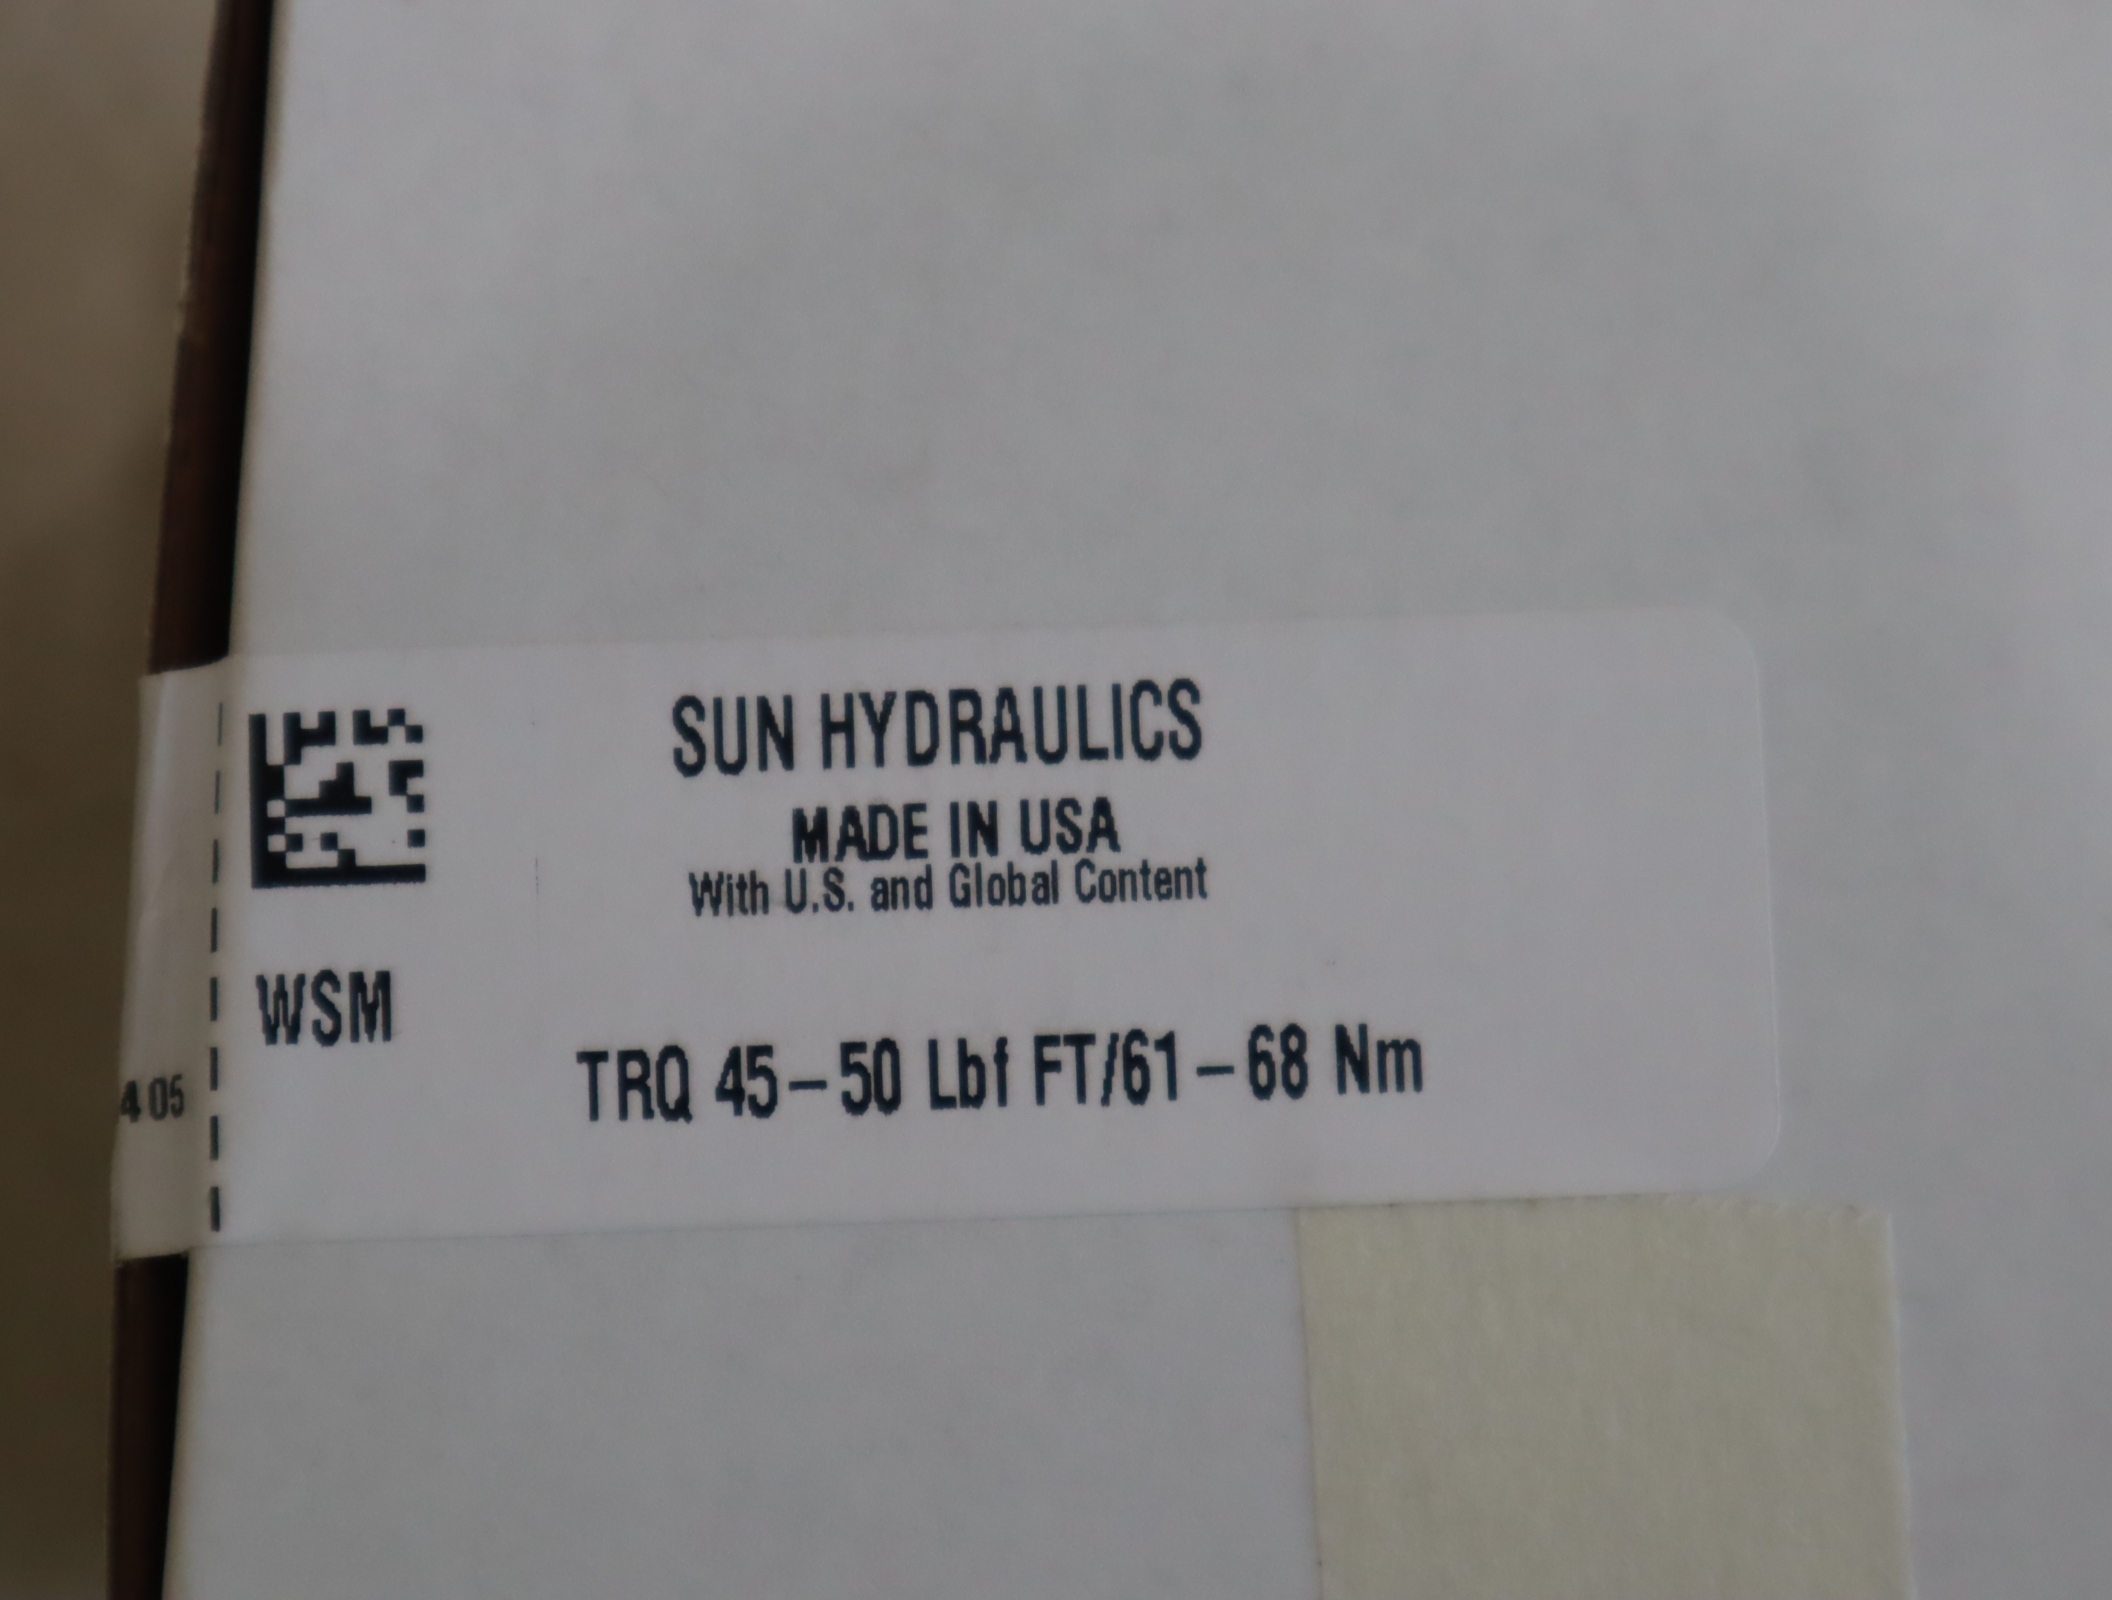 SUN HYDRAULICS
MADE IN USA
With U.S. and Global Content
WSM
TRQ 45-50 Lbf FT/61-68 Nm
405